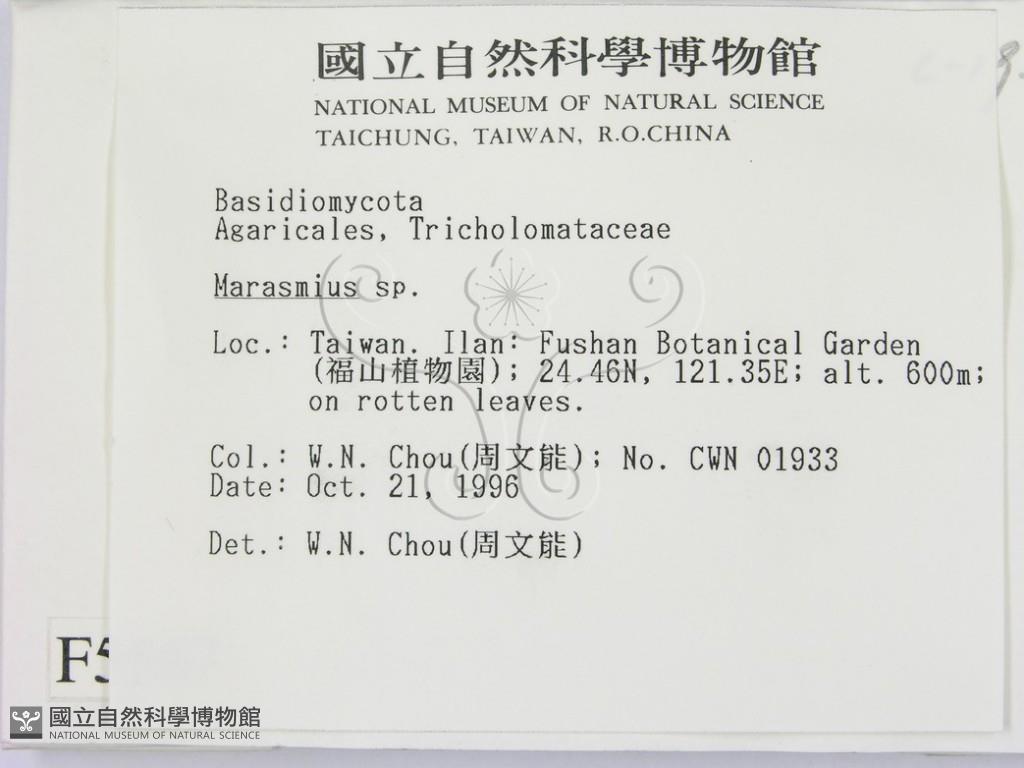 國立自然科學博物館
NATIONAL MUSEUM OF NATURAL SCIENCE
TAICHUNG, TAIWAN, R.O.CHINA
Basidiomycota
Agaricales, Tricholomataceae
Marasmius sp.
Loc.: Taiwan. Ilan: Fushan Botanical Garden
(福山植物園); 24.46N, 121.35E; alt. 600m;
on rotten leaves.
Col.: W.N. Chou(周文能); No. CWN 01933
Date: Oct. 21, 1996
Det.: W.N. Chou(周文能)
F5
國立自然科學博物館
NATIONAL MUSEUM OF NATURAL SCIENCE